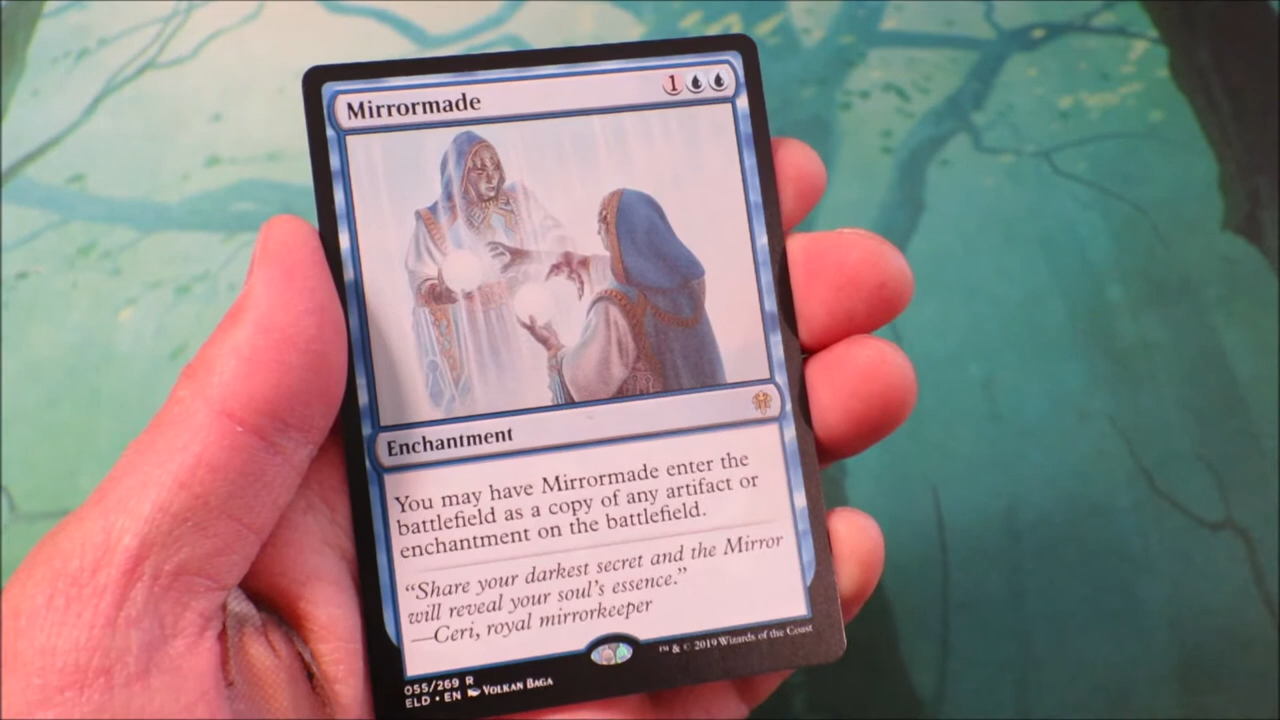 Mirrormade 1
Enchantment
You may have Mirrormade enter the
battlefield as a copy of any artifact or
enchantment on the battlefield.
“Share your darkest secret and the Mirror
will reveal your soul’s essence.”
—Ceri, royal mirrorkeeper
055/269 R
ELD • EN VOLKAN BAGA
™ & © 2019 Wizards of the Coast